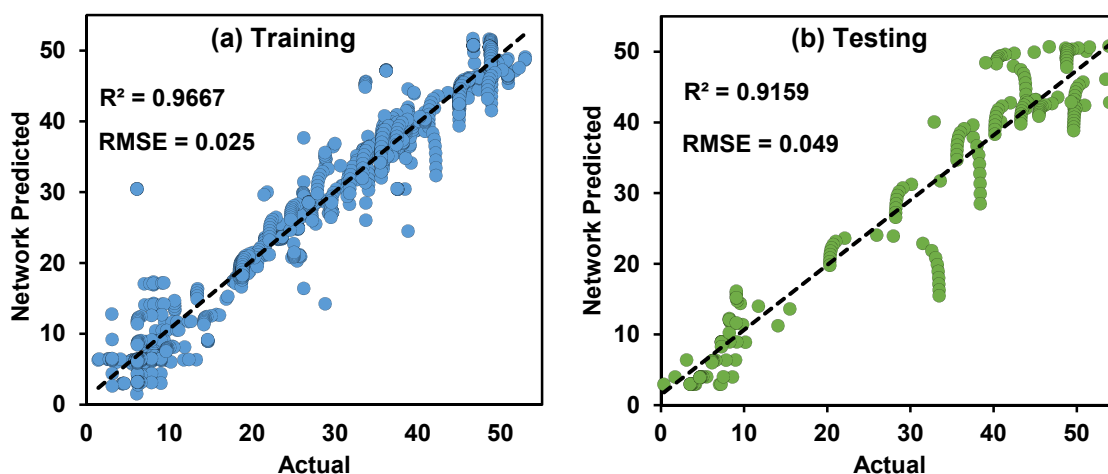 (a) Training
R² = 0.9667
RMSE = 0.025
Network Predicted
60
50
40
30
20
10
0
0 10 20 30 40 50
Actual
(b) Testing
R² = 0.9159
RMSE = 0.049
Network Predicted
60
50
40
30
20
10
0
0 10 20 30 40 50
Actual